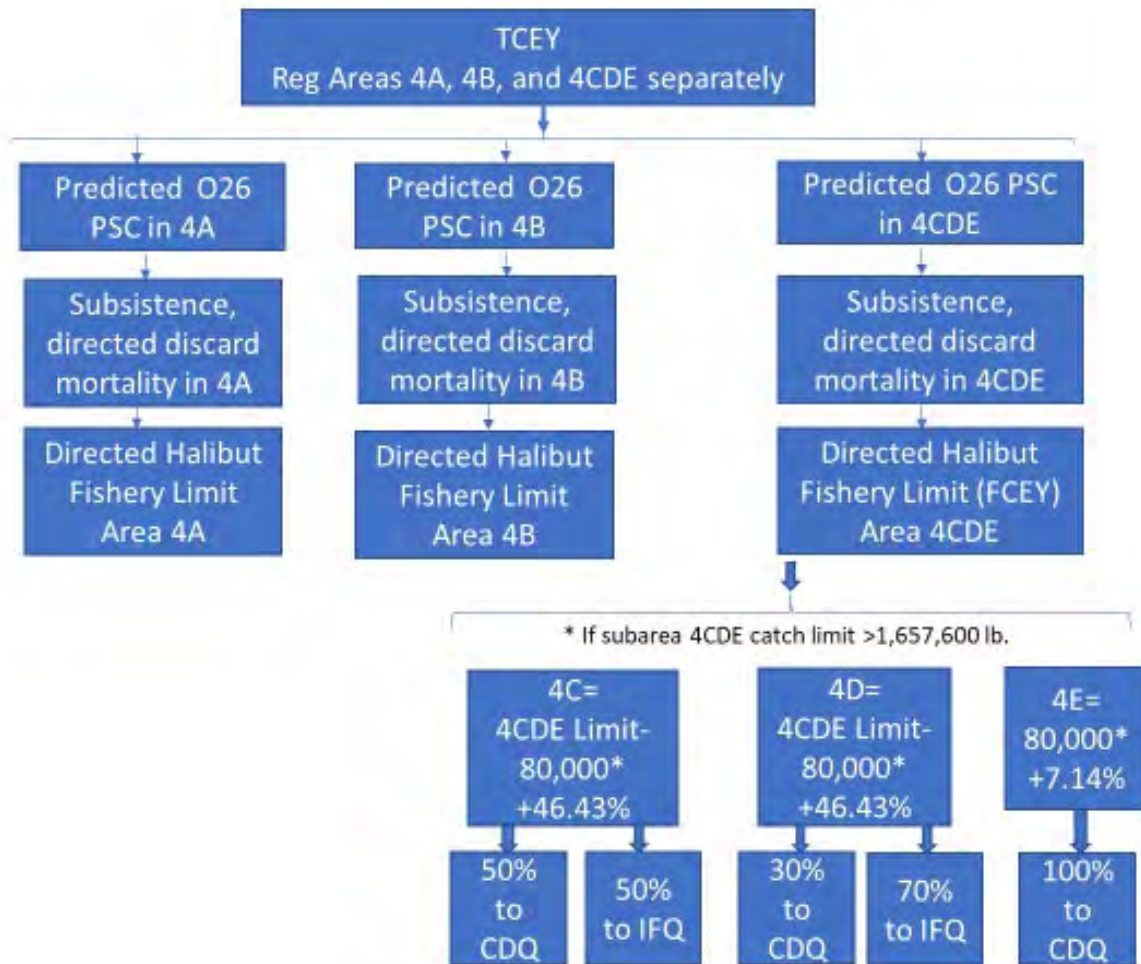 TCEY
Reg Areas 4A, 4B, and 4CDE separately
Predicted O26
PSC in 4A
Predicted O26
PSC in 4B
Predicted O26 PSC
in 4CDE
Subsistence,
directed discard
mortality in 4A
Subsistence,
directed discard
mortality in 4B
Subsistence,
directed discard
mortality in 4CDE
Directed Halibut
Fishery Limit
Area 4A
Directed Halibut
Fishery Limit
Area 4B
Directed Halibut
Fishery Limit (FCEY)
Area 4CDE
* If subarea 4CDE catch limit >1,657,600 lb.
4C=
4CDE Limit-
80,000*
+46.43%
4D=
4CDE Limit-
80,000*
+46.43%
4E=
80,000*
+7.14%
50%
to
CDQ
50%
to IFQ
30%
to
CDQ
70%
to IFQ
100%
to
CDQ